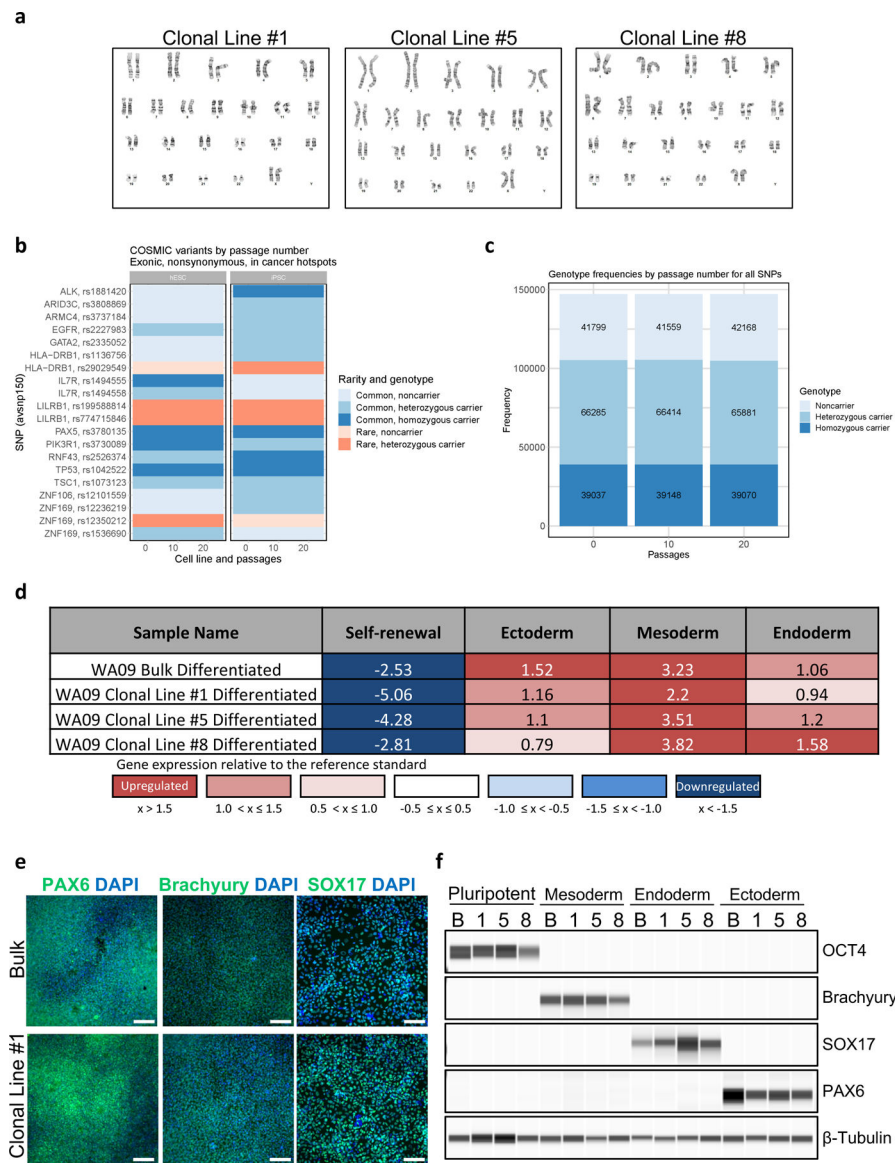 a
Clonal Line #1 Clonal Line #5 Clonal Line #8
b
COSMIC variants by passage number
Exonic, nonsynonymous, in cancer hotspots
hESC iPSC
SNP (avsnp150)
ALK, rs1881420
ARID3C, rs3808869
ARMC4, rs3737184
EGFR, rs2227983
GATA2, rs2335052
HLA−DRB1, rs1136756
HLA−DRB1, rs29029549
IL7R, rs1494555
IL7R, rs1494558
LILRB1, rs199588814
LILRB1, rs774715846
PAX5, rs3780135
PIK3R1, rs3730089
RNF43, rs2526374
TP53, rs1042522
TSC1, rs1073123
ZNF106, rs12101559
ZNF169, rs12236219
ZNF169, rs12350212
ZNF169, rs1536690
0 10 20 0 10 20
Cell line and passages
Rarity and genotype
Common, noncarrier
Common, heterozygous carrier
Common, homozygous carrier
Rare, noncarrier
Rare, heterozygous carrier
c
Genotype frequencies by passage number for all SNPs
Frequency
150000
100000
50000
0
41799 41559 42168
66285 66414 65881
39037 39148 39070
0 10 20
Passages
Genotype
Noncarrier
Heterozygous carrier
Homozygous carrier
d
Sample Name Self-renewal Ectoderm Mesoderm Endoderm
WA09 Bulk Differentiated -2.53 1.52 3.23 1.06
WA09 Clonal Line #1 Differentiated -5.06 1.16 2.2 0.94
WA09 Clonal Line #5 Differentiated -4.28 1.1 3.51 1.2
WA09 Clonal Line #8 Differentiated -2.81 0.79 3.82 1.58
Gene expression relative to the reference standard
Upregulated Downregulated
x > 1.5 1.0 < x ≤ 1.5 0.5 < x ≤ 1.0 -0.5 ≤ x ≤ 0.5 -1.0 ≤ x < -0.5 -1.5 ≤ x < -1.0 x < -1.5
e
PAX6 DAPI Brachyury DAPI SOX17 DAPI
Bulk
Clonal Line #1
f
Pluripotent Mesoderm Endoderm Ectoderm
B 1 5 8 B 1 5 8 B 1 5 8 B 1 5 8
OCT4
Brachyury
SOX17
PAX6
β-Tubulin